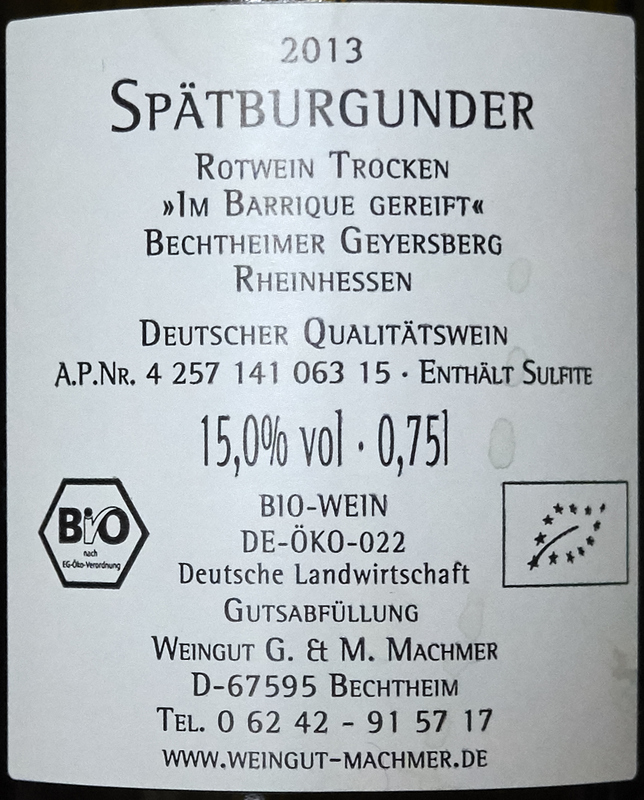 2013
SPÄTBURGUNDER
ROTWEIN TROCKEN
»IM BARRIQUE GEREIFT«
BECHTHEIMER GEYERSBERG
RHEINHESSEN
DEUTSCHER QUALITÄTSWEIN
A.P.NR. 4 257 141 063 15 · ENTHÄLT SULFITE
15,0% vol · 0,75l
BIO-WEIN
DE-ÖKO-022
Deutsche Landwirtschaft
Bio
nach
EG-Öko-Verordnung
GUTSABFÜLLUNG
WEINGUT G. & M. MACHMER
D-67595 BECHTHEIM
TEL. 0 62 42 - 91 57 17
WWW.WEINGUT-MACHMER.DE